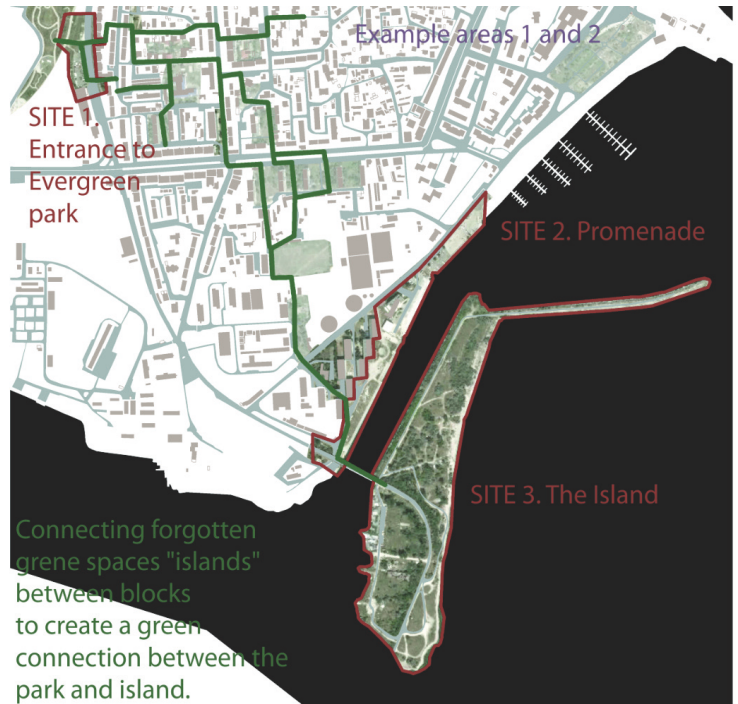 Example areas 1 and 2
SITE 1.
Entrance to
Evergreen
park
SITE 2. Promenade
SITE 3. The Island
Connecting forgotten
grene spaces "islands"
between blocks
to create a green
connection between the
park and island.